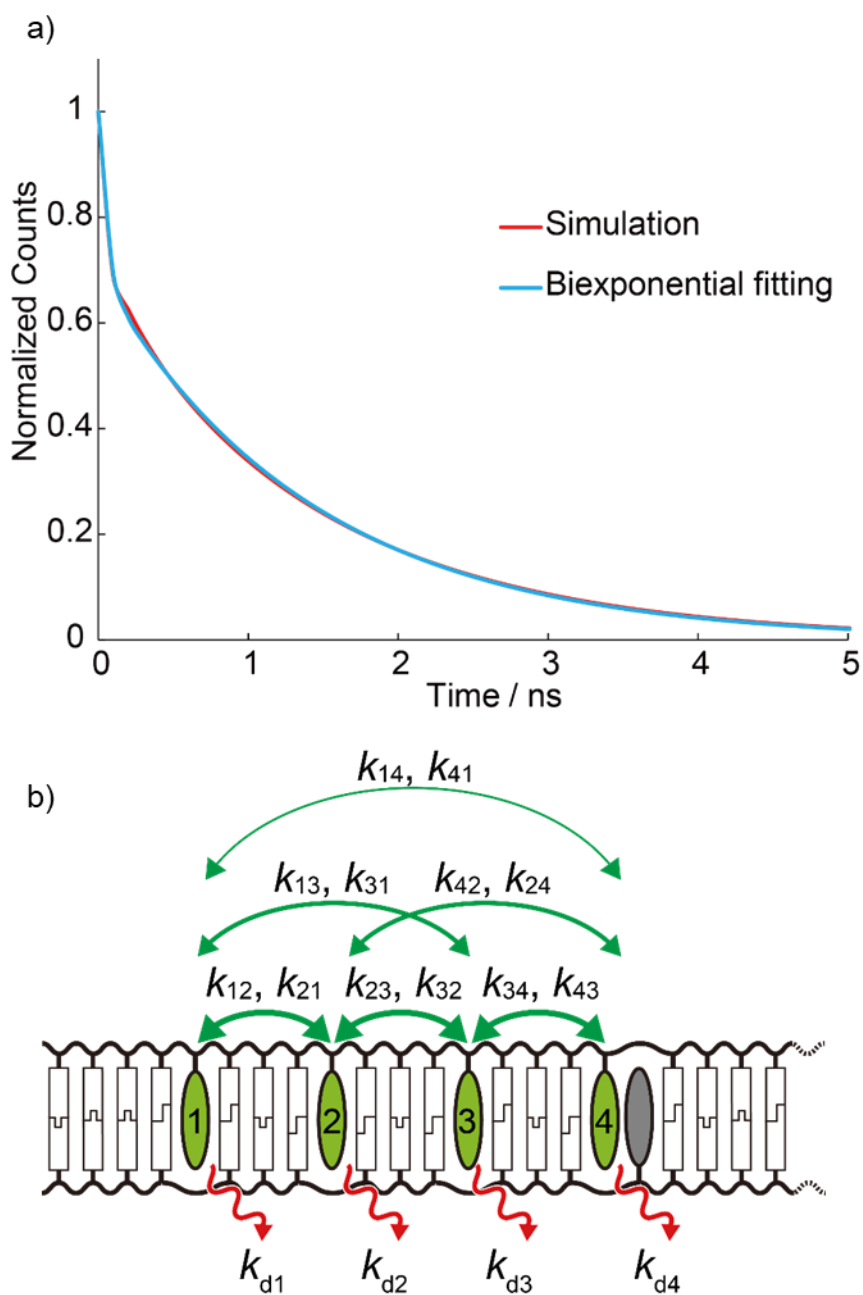 a)
Normalized Counts
1
0.8
0.6
0.4
0.2
0
0 1 2 3 4 5
Time / ns
Simulation
Biexponential fitting
b)
k14, k41
k13, k31 k42, k24
k12, k21 k23, k32 k34, k43
1 2 3 4
kd1 kd2 kd3 kd4